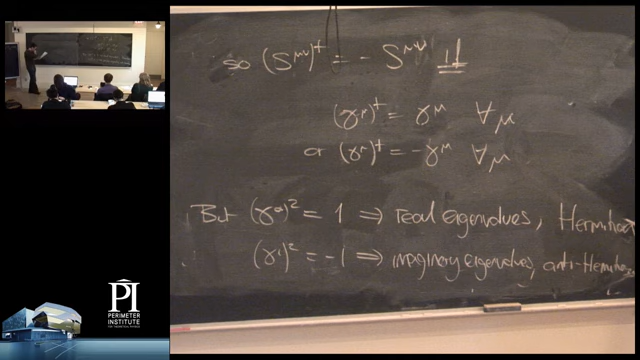 so (S^μν)† = - S^μν if
(γ^μ)† = γ^μ ∀μ
or (γ^μ)† = -γ^μ ∀μ
But (γ^0)² = 1 ⇒ real eigenvalues, Hermitian
(γ^i)² = -1 ⇒ imaginary eigenvalues, anti-Hermitian
PI
PERIMETER
INSTITUTE